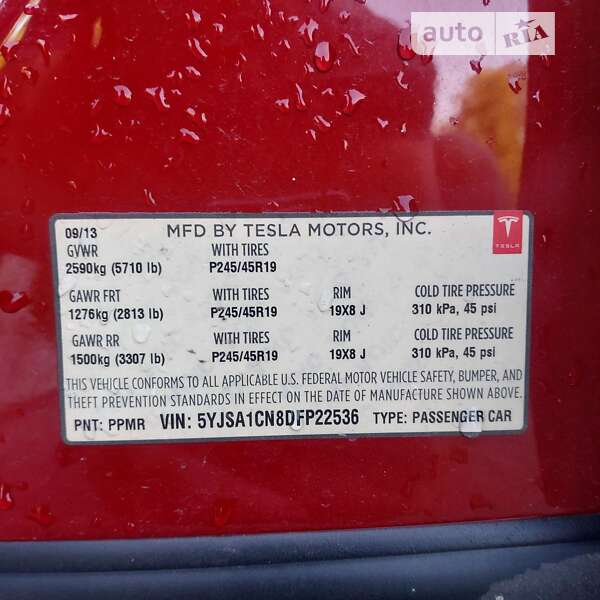 auto RIA
09/13 MFD BY TESLA MOTORS, INC.
TESLA
GVWR WITH TIRES
2590kg (5710 lb) P245/45R19
GAWR FRT WITH TIRES RIM COLD TIRE PRESSURE
1276kg (2813 lb) P245/45R19 19X8 J 310 kPa, 45 psi
GAWR RR WITH TIRES RIM COLD TIRE PRESSURE
1500kg (3307 lb) P245/45R19 19X8 J 310 kPa, 45 psi
THIS VEHICLE CONFORMS TO ALL APPLICABLE U.S. FEDERAL MOTOR VEHICLE SAFETY, BUMPER, AND
THEFT PREVENTION STANDARDS IN EFFECT ON THE DATE OF MANUFACTURE SHOWN ABOVE.
PNT: PPMR VIN: 5YJSA1CN8DFP22536 TYPE: PASSENGER CAR